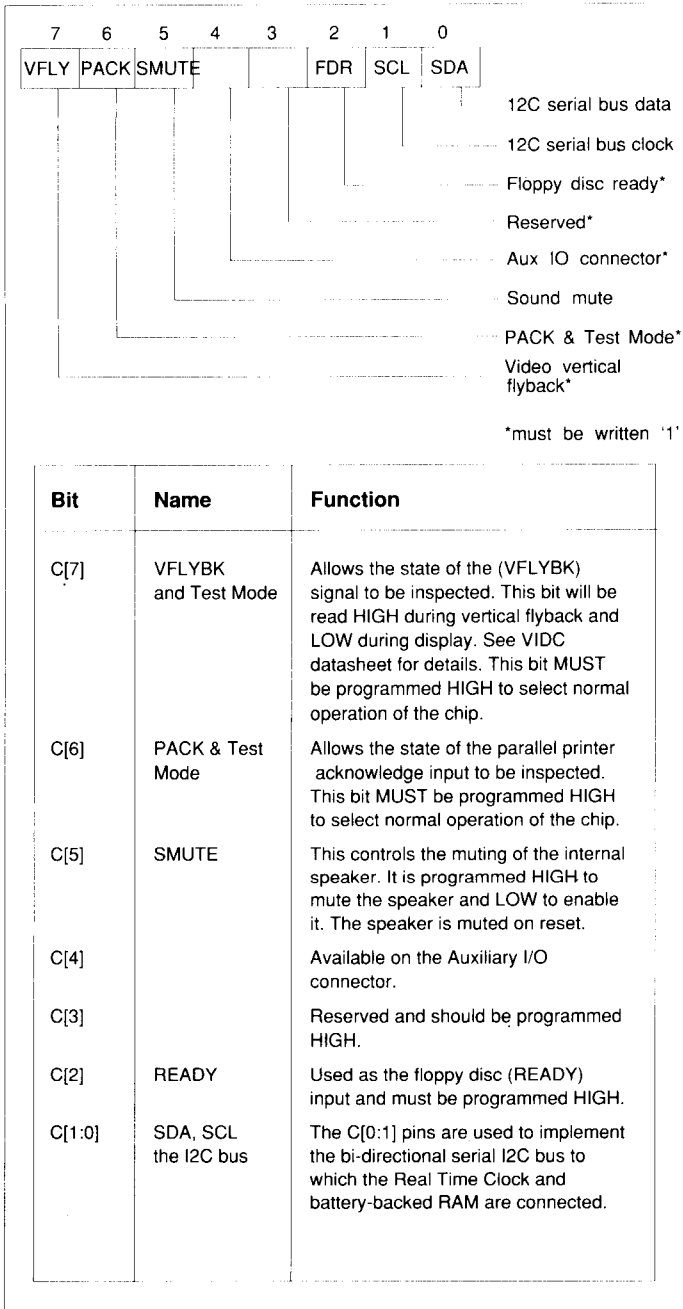 7 6 5 4 3 2 1 0
VFLY PACK SMUTE FDR SCL SDA
12C serial bus data
12C serial bus clock
Floppy disc ready*
Reserved*
Aux IO connector*
Sound mute
PACK & Test Mode*
Video vertical
flyback*
*must be written '1'
Bit Name Function
C[7] VFLYBK Allows the state of the (VFLYBK)
and Test Mode signal to be inspected. This bit will be
read HIGH during vertical flyback and
LOW during display. See VIDC
datasheet for details. This bit MUST
be programmed HIGH to select normal
operation of the chip.
C[6] PACK & Test Allows the state of the parallel printer
Mode acknowledge input to be inspected.
This bit MUST be programmed HIGH
to select normal operation of the chip.
C[5] SMUTE This controls the muting of the internal
speaker. It is programmed HIGH to
mute the speaker and LOW to enable
it. The speaker is muted on reset.
C[4] Available on the Auxiliary I/O
connector.
C[3] Reserved and should be programmed
HIGH.
C[2] READY Used as the floppy disc (READY)
input and must be programmed HIGH.
C[1:0] SDA, SCL The C[0:1] pins are used to implement
the I2C bus the bi-directional serial I2C bus to
which the Real Time Clock and
battery-backed RAM are connected.